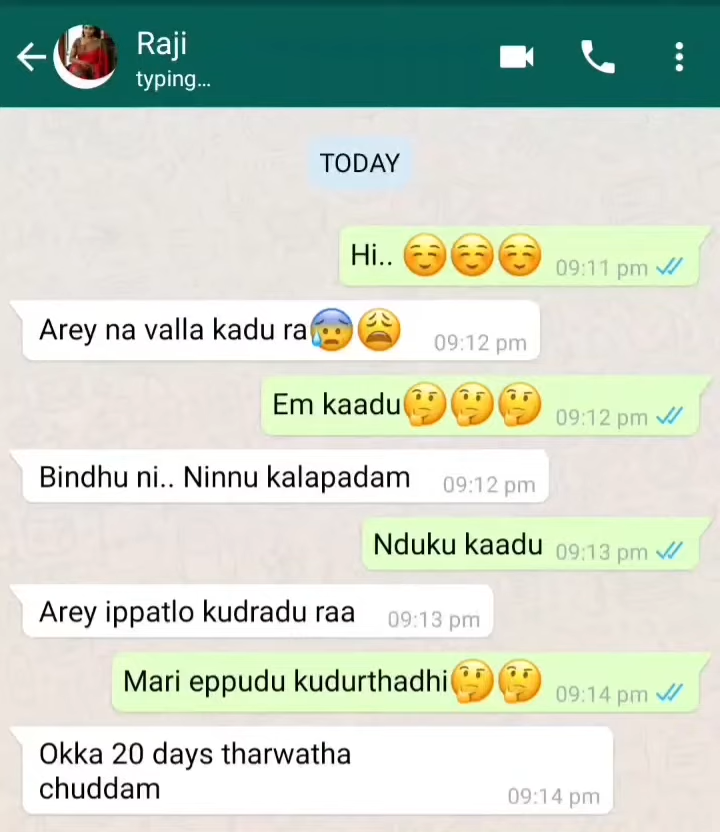 Raji
typing...
TODAY
Hi.. ☺️☺️☺️ 09:11 pm
Arey na valla kadu ra😰😩 09:12 pm
Em kaadu🤔🤔🤔 09:12 pm
Bindhu ni.. Ninnu kalapadam 09:12 pm
Nduku kaadu 09:13 pm
Arey ippatlo kudradu raa 09:13 pm
Mari eppudu kudurthadhi🤔🤔 09:14 pm
Okka 20 days tharwatha
chuddam 09:14 pm